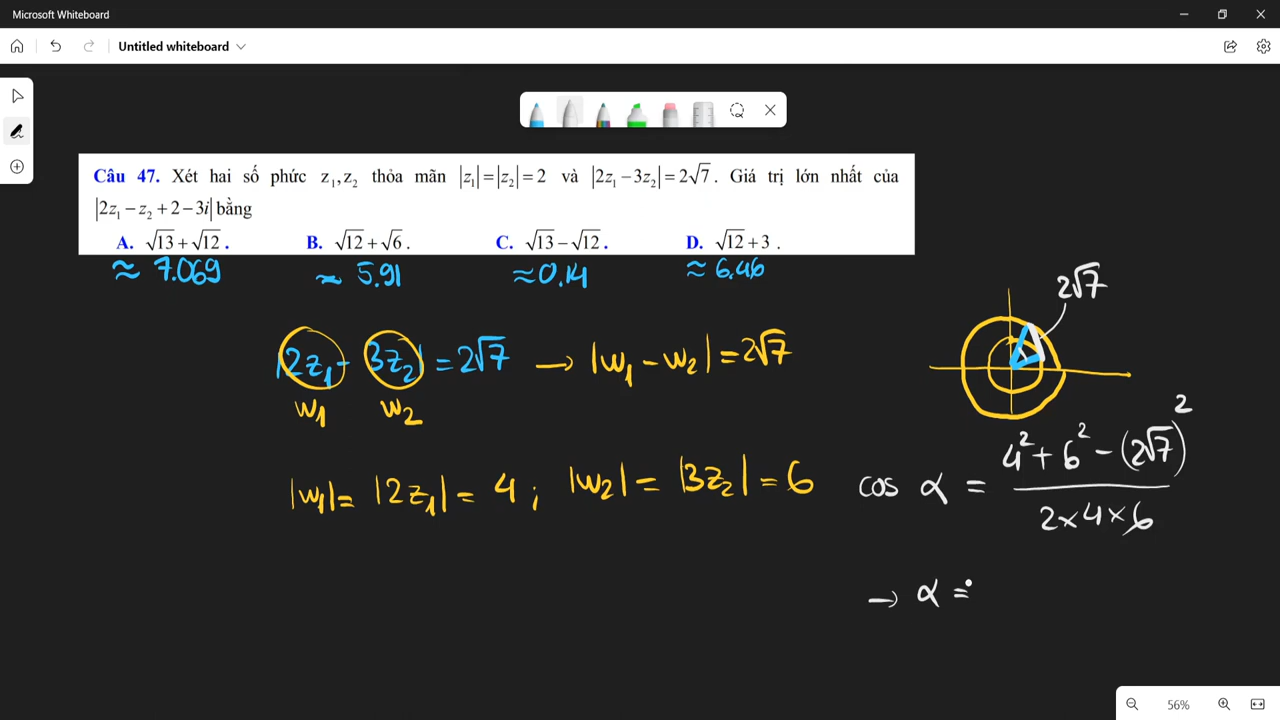 Microsoft Whiteboard
Untitled whiteboard
Câu 47. Xét hai số phức z₁,z₂ thỏa mãn |z₁|=|z₂|=2 và |2z₁−3z₂|=2√7. Giá trị lớn nhất của
|2z₁−z₂+2−3i| bằng
A. √13+√12. B. √12+√6. C. √13−√12. D. √12+3.
≈ 7.069 ≈ 5.91 ≈0.14 ≈ 6.46
2√7
|2z₁ - 3z₂| = 2√7 → |w₁ - w₂| = 2√7
w₁ w₂
|w₁| = |2z₁| = 4 ; |w₂| = |3z₂| = 6
cos α = (4² + 6² − (2√7)²) / (2×4×6)
→ α =
56%